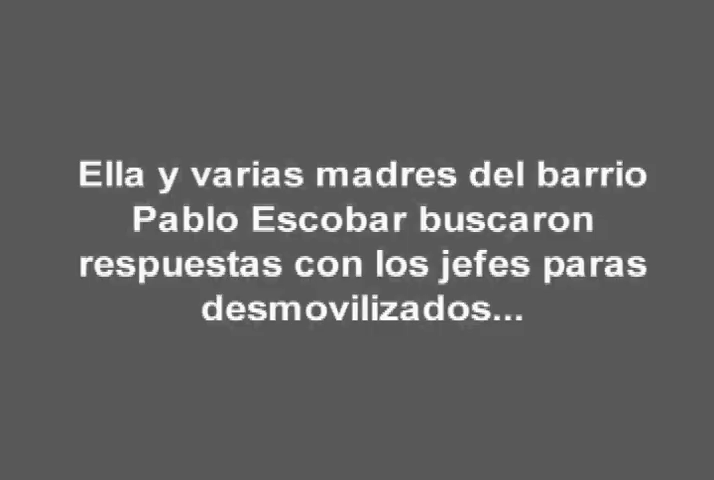 Ella y varias madres del barrio
Pablo Escobar buscaron
respuestas con los jefes paras
desmovilizados...